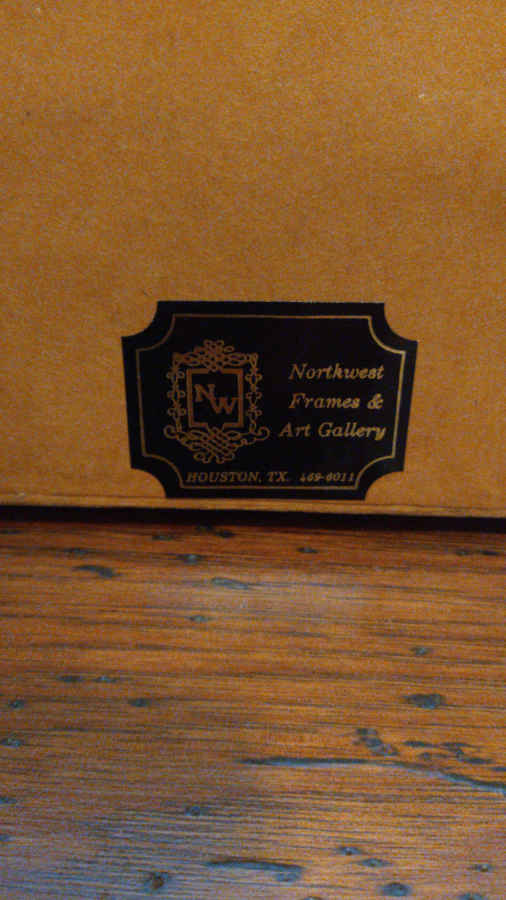 NW
Northwest
Frames &
Art Gallery
HOUSTON, TX. 469-6011